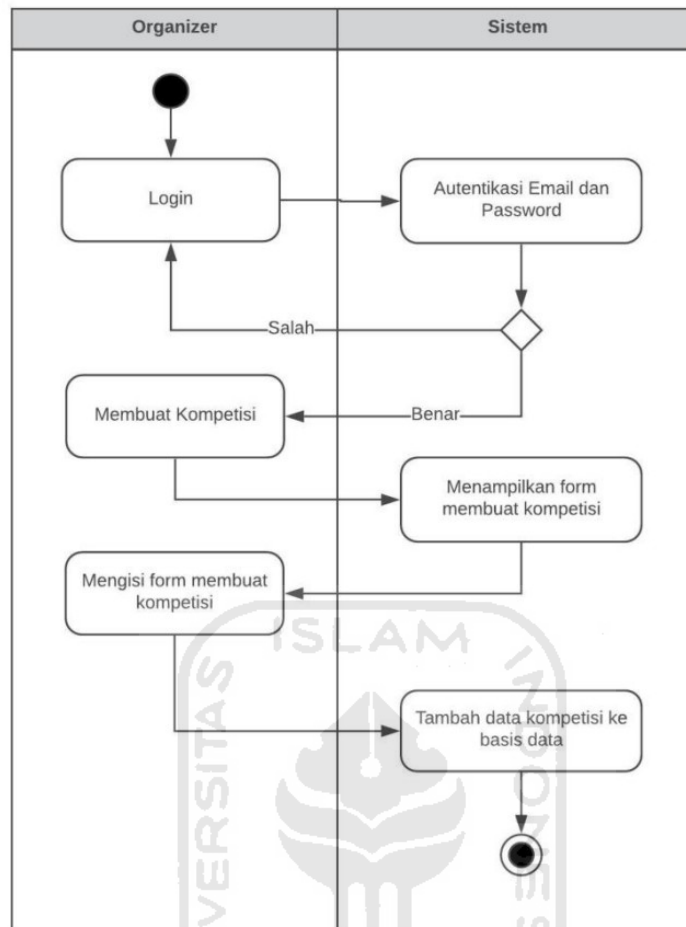 Organizer
Sistem
Login
Autentikasi Email dan
Password
Salah
Membuat Kompetisi
Benar
Menampilkan form
membuat kompetisi
Mengisi form membuat
kompetisi
ISLAM
Tambah data kompetisi ke
basis data